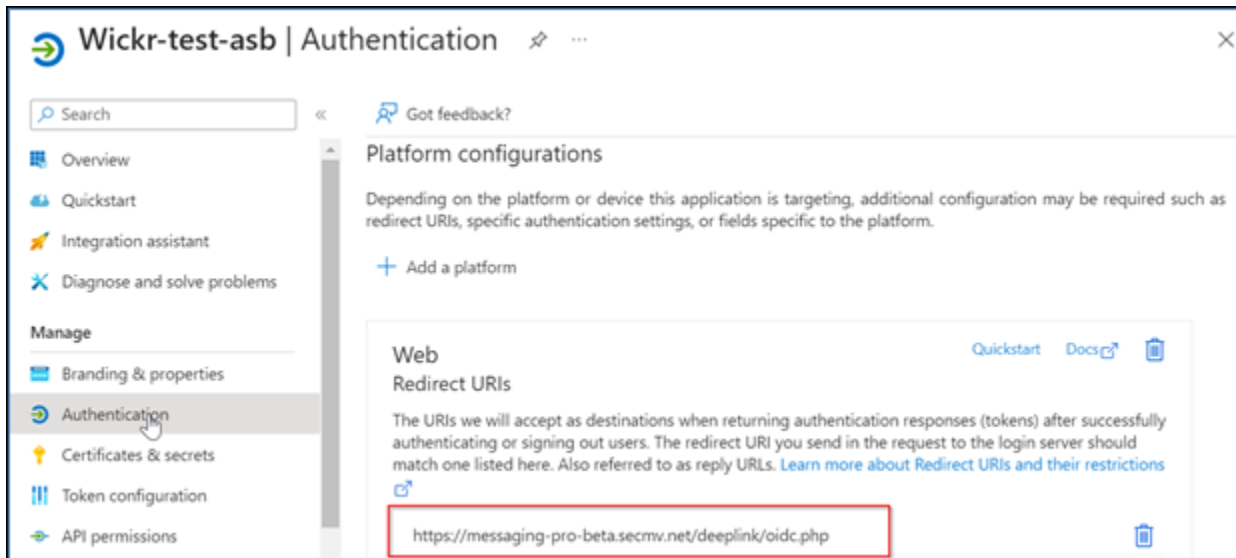 Wickr-test-asb | Authentication
Search
Got feedback?
Overview
Quickstart
Integration assistant
Diagnose and solve problems
Manage
Branding & properties
Authentication
Certificates & secrets
Token configuration
API permissions
Platform configurations
Depending on the platform or device this application is targeting, additional configuration may be required such as
redirect URIs, specific authentication settings, or fields specific to the platform.
Add a platform
Web
Quickstart
Docs
Redirect URIs
The URIs we will accept as destinations when returning authentication responses (tokens) after successfully
authenticating or signing out users. The redirect URI you send in the request to the login server should
match one listed here. Also referred to as reply URLs. Learn more about Redirect URIs and their restrictions
https://messaging-pro-beta.secmv.net/deeplink/oidc.php